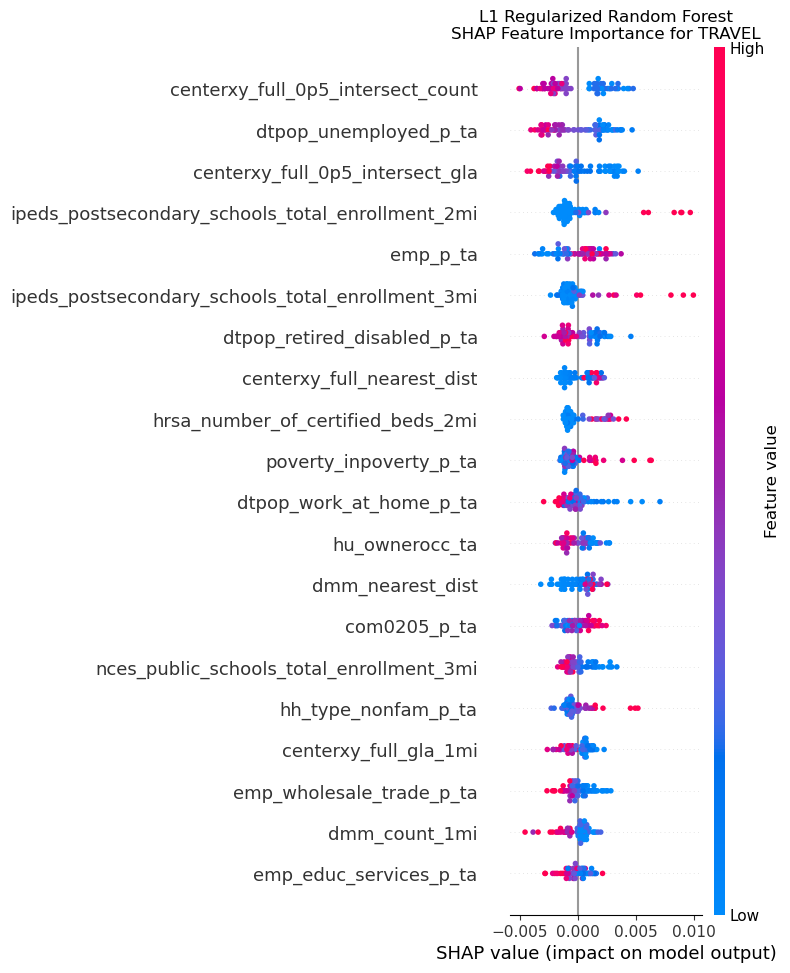 L1 Regularized Random Forest
SHAP Feature Importance for TRAVEL
High
centerxy_full_0p5_intersect_count
dtpop_unemployed_p_ta
centerxy_full_0p5_intersect_gla
ipeds_postsecondary_schools_total_enrollment_2mi
emp_p_ta
ipeds_postsecondary_schools_total_enrollment_3mi
dtpop_retired_disabled_p_ta
centerxy_full_nearest_dist
hrsa_number_of_certified_beds_2mi
poverty_inpoverty_p_ta
dtpop_work_at_home_p_ta
hu_ownerocc_ta
dmm_nearest_dist
com0205_p_ta
nces_public_schools_total_enrollment_3mi
hh_type_nonfam_p_ta
centerxy_full_gla_1mi
emp_wholesale_trade_p_ta
dmm_count_1mi
emp_educ_services_p_ta
Feature value
Low
−0.005 0.000 0.005 0.010
SHAP value (impact on model output)